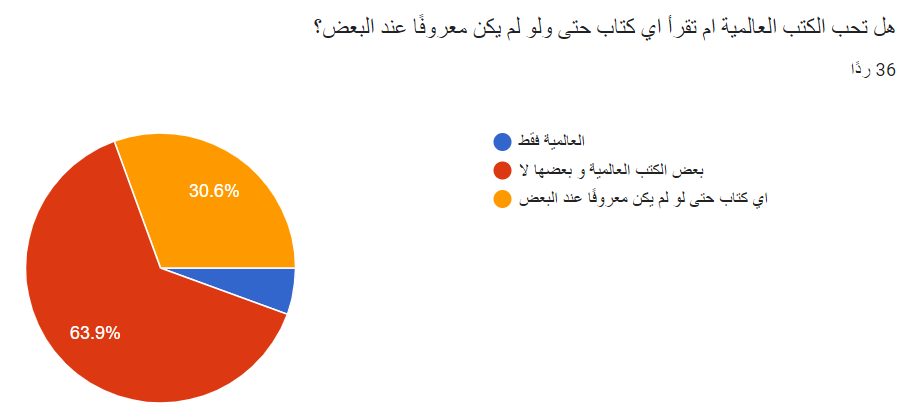 هل تحب الكتب العالمية ام تقرأ اي كتاب حتى ولو لم يكن معروفًا عند البعض؟
36 ردًا
العالمية فقط
بعض الكتب العالمية و بعضها لا
اي كتاب حتى لو لم يكن معروفًا عند البعض
30.6%
63.9%